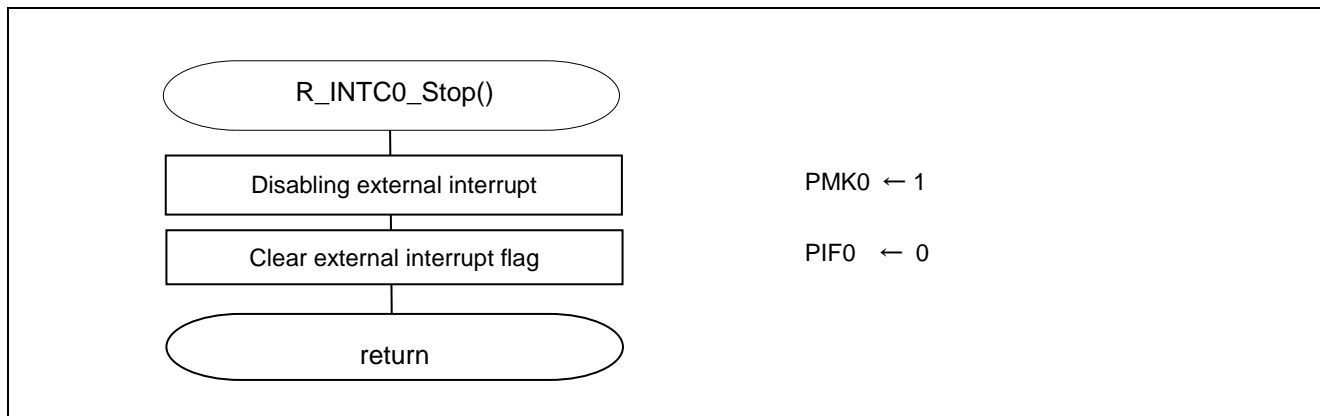 R_INTC0_Stop()
Disabling external interrupt PMK0 ← 1
Clear external interrupt flag PIF0 ← 0
return